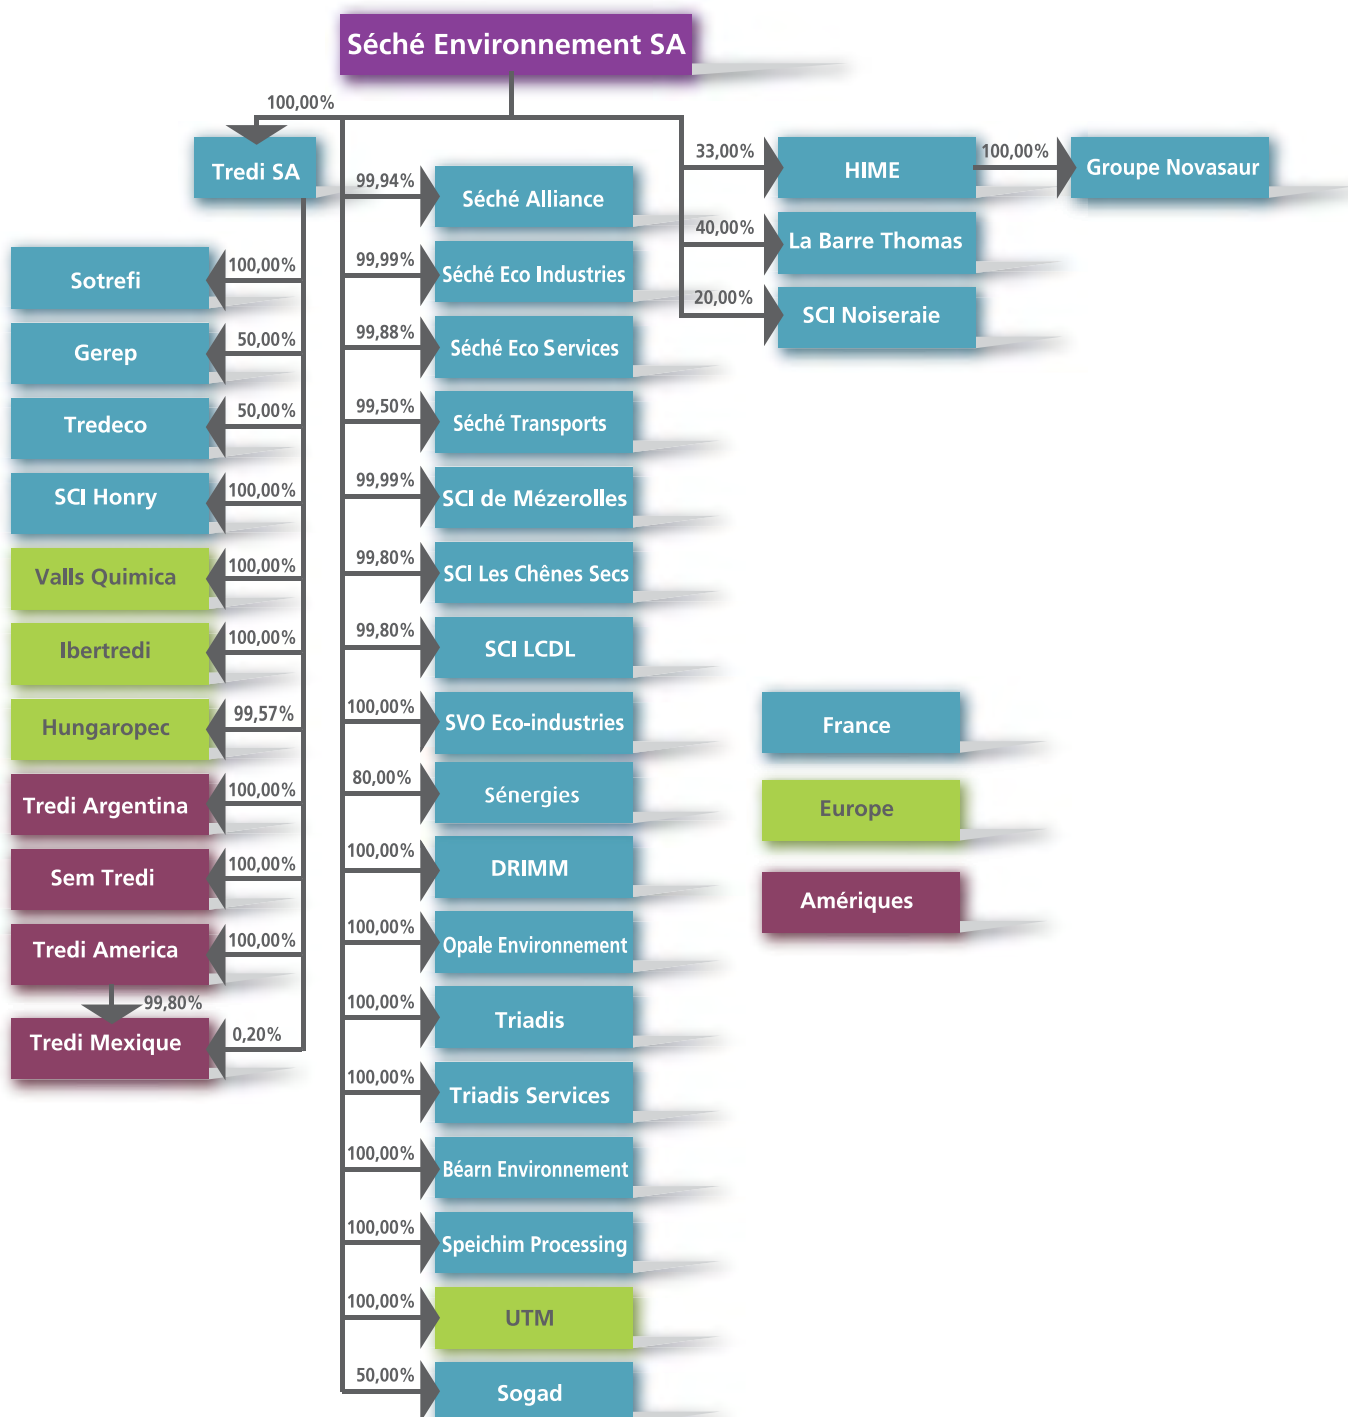 Séché Environnement SA
100,00%
Tredi SA
100,00%
Sotrefi
50,00%
Gerep
50,00%
Tredeco
100,00%
SCI Honry
100,00%
Valls Quimica
100,00%
Ibertredi
99,57%
Hungaropec
100,00%
Tredi Argentina
100,00%
Sem Tredi
100,00%
Tredi America
99,80%
Tredi Mexique
0,20%
99,94%
Séché Alliance
99,99%
Séché Eco Industries
99,88%
Séché Eco Services
99,50%
Séché Transports
99,99%
SCI de Mézerolles
99,80%
SCI Les Chênes Secs
99,80%
SCI LCDL
100,00%
SVO Eco-industries
80,00%
Sénergies
100,00%
DRIMM
100,00%
Opale Environnement
100,00%
Triadis
100,00%
Triadis Services
100,00%
Béarn Environnement
100,00%
Speichim Processing
100,00%
UTM
50,00%
Sogad
33,00%
HIME
100,00%
Groupe Novasaur
40,00%
La Barre Thomas
20,00%
SCI Noiseraie
France
Europe
Amériques